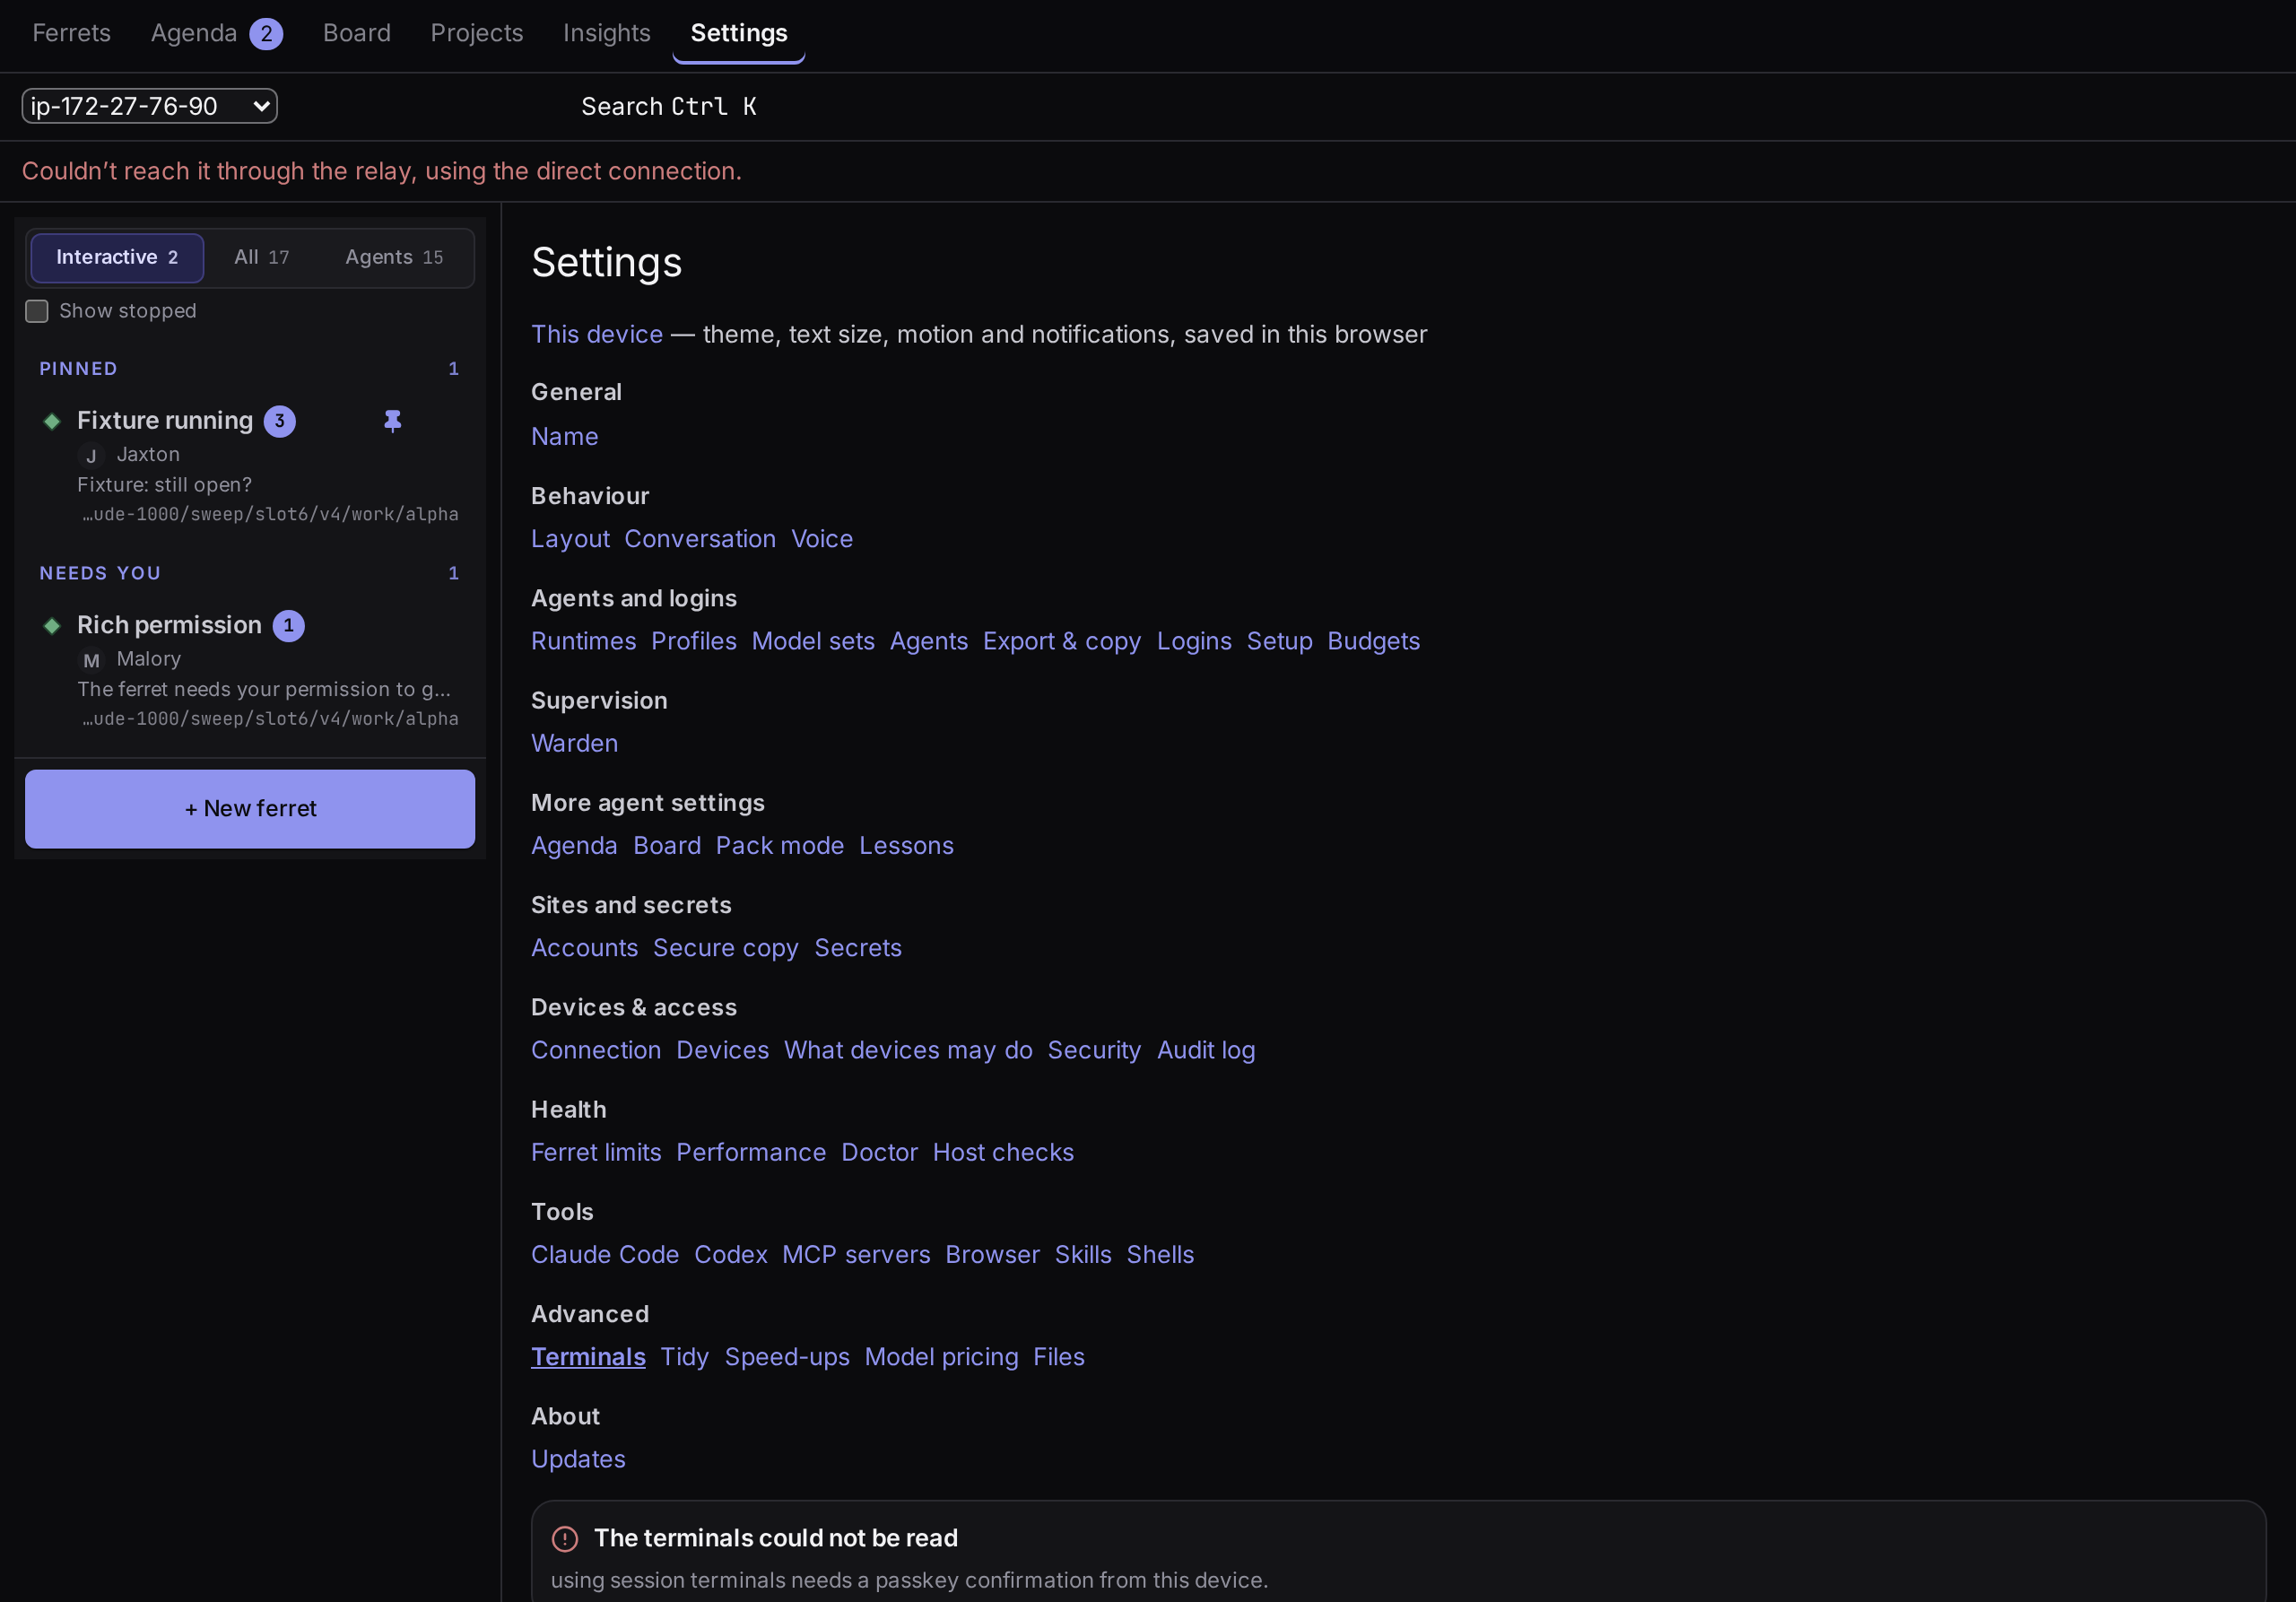 Ferrets Agenda 2 Board Projects Insights Settings
ip-172-27-76-90 Search Ctrl K
Couldn’t reach it through the relay, using the direct connection.
Interactive 2 All 17 Agents 15
Show stopped
PINNED 1
Fixture running 3
J Jaxton
Fixture: still open?
…ude-1000/sweep/slot6/v4/work/alpha
NEEDS YOU 1
Rich permission 1
M Malory
The ferret needs your permission to g…
…ude-1000/sweep/slot6/v4/work/alpha
+ New ferret
Settings
This device — theme, text size, motion and notifications, saved in this browser
General
Name
Behaviour
Layout Conversation Voice
Agents and logins
Runtimes Profiles Model sets Agents Export & copy Logins Setup Budgets
Supervision
Warden
More agent settings
Agenda Board Pack mode Lessons
Sites and secrets
Accounts Secure copy Secrets
Devices & access
Connection Devices What devices may do Security Audit log
Health
Ferret limits Performance Doctor Host checks
Tools
Claude Code Codex MCP servers Browser Skills Shells
Advanced
Terminals Tidy Speed-ups Model pricing Files
About
Updates
The terminals could not be read
using session terminals needs a passkey confirmation from this device.